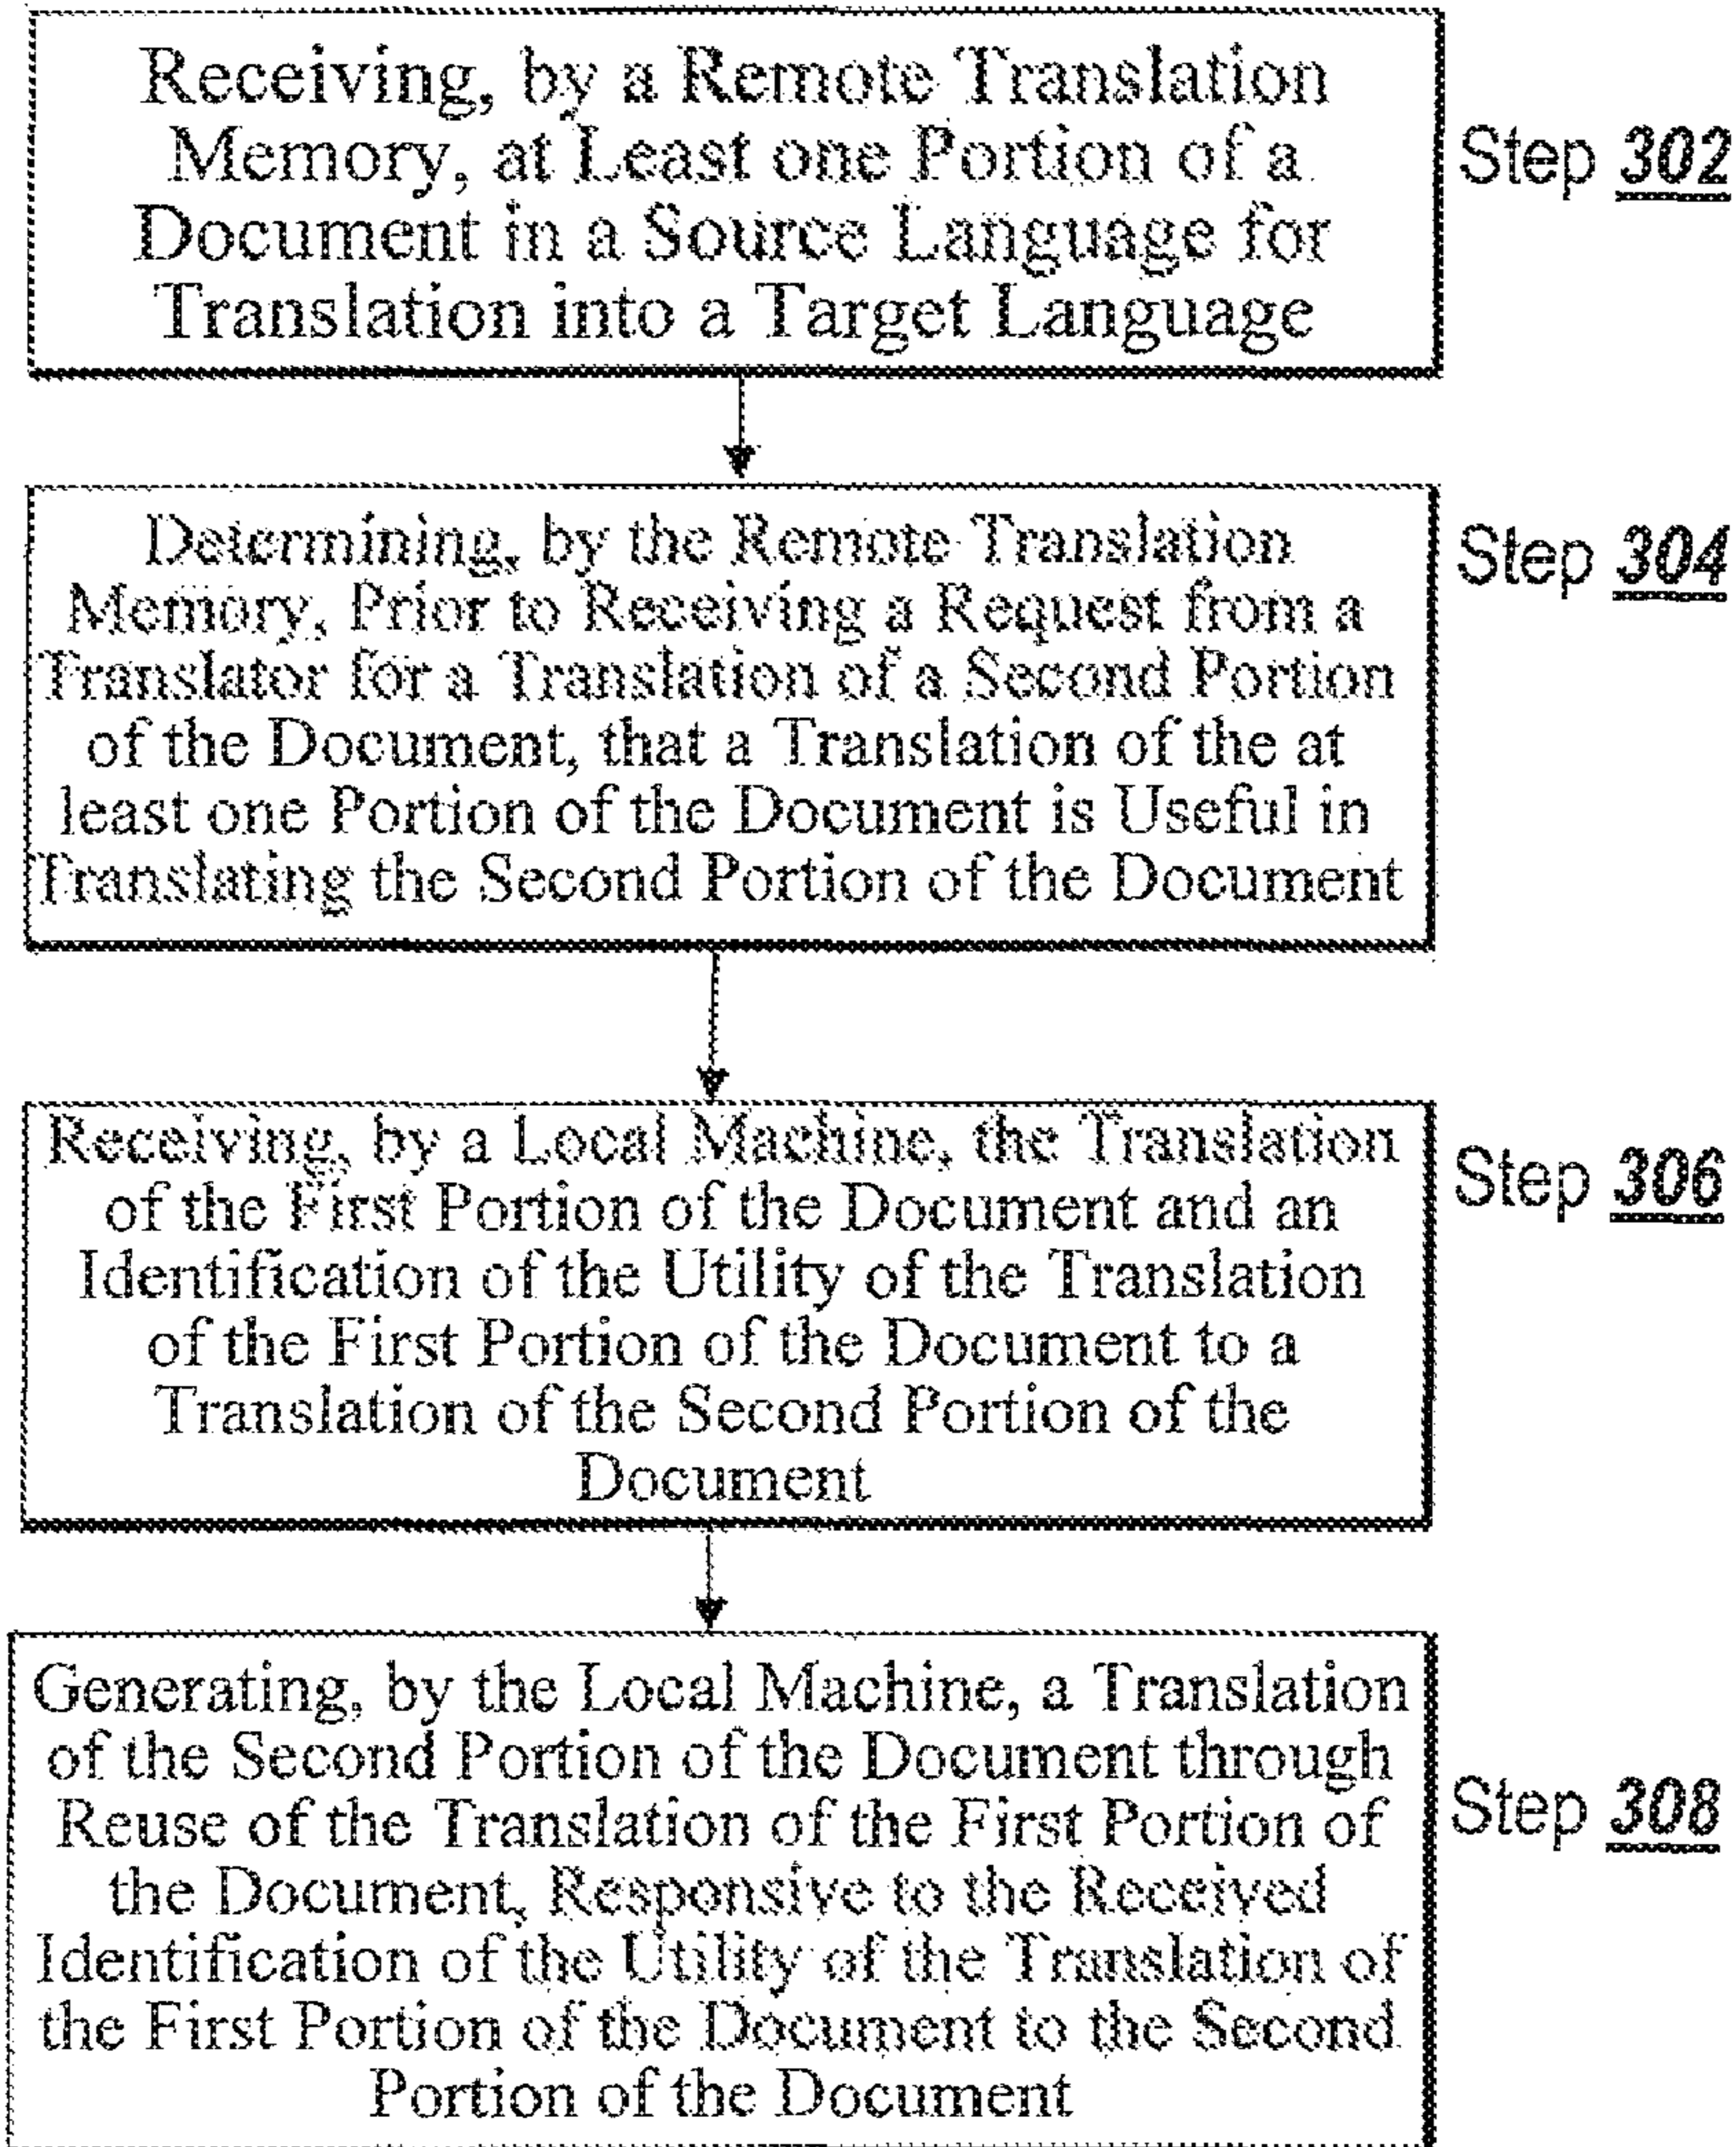 Receiving, by a Remote Translation
Memory, at Least one Portion of a
Document in a Source Language for
Translation into a Target Language
Step 302
Determining, by the Remote Translation
Memory, Prior to Receiving a Request from a
Translator for a Translation of a Second Portion
of the Document, that a Translation of the at
least one Portion of the Document is Useful in
Translating the Second Portion of the Document
Step 304
Receiving, by a Local Machine, the Translation
of the First Portion of the Document and an
Identification of the Utility of the Translation
of the First Portion of the Document to a
Translation of the Second Portion of the
Document
Step 306
Generating, by the Local Machine, a Translation
of the Second Portion of the Document through
Reuse of the Translation of the First Portion of
the Document, Responsive to the Received
Identification of the Utility of the Translation of
the First Portion of the Document to the Second
Portion of the Document
Step 308